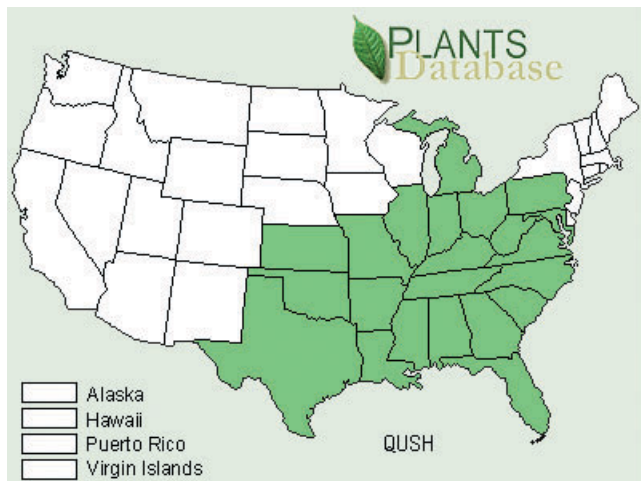 PLANTS
Database
Alaska
Hawaii
Puerto Rico
Virgin Islands
QUSH